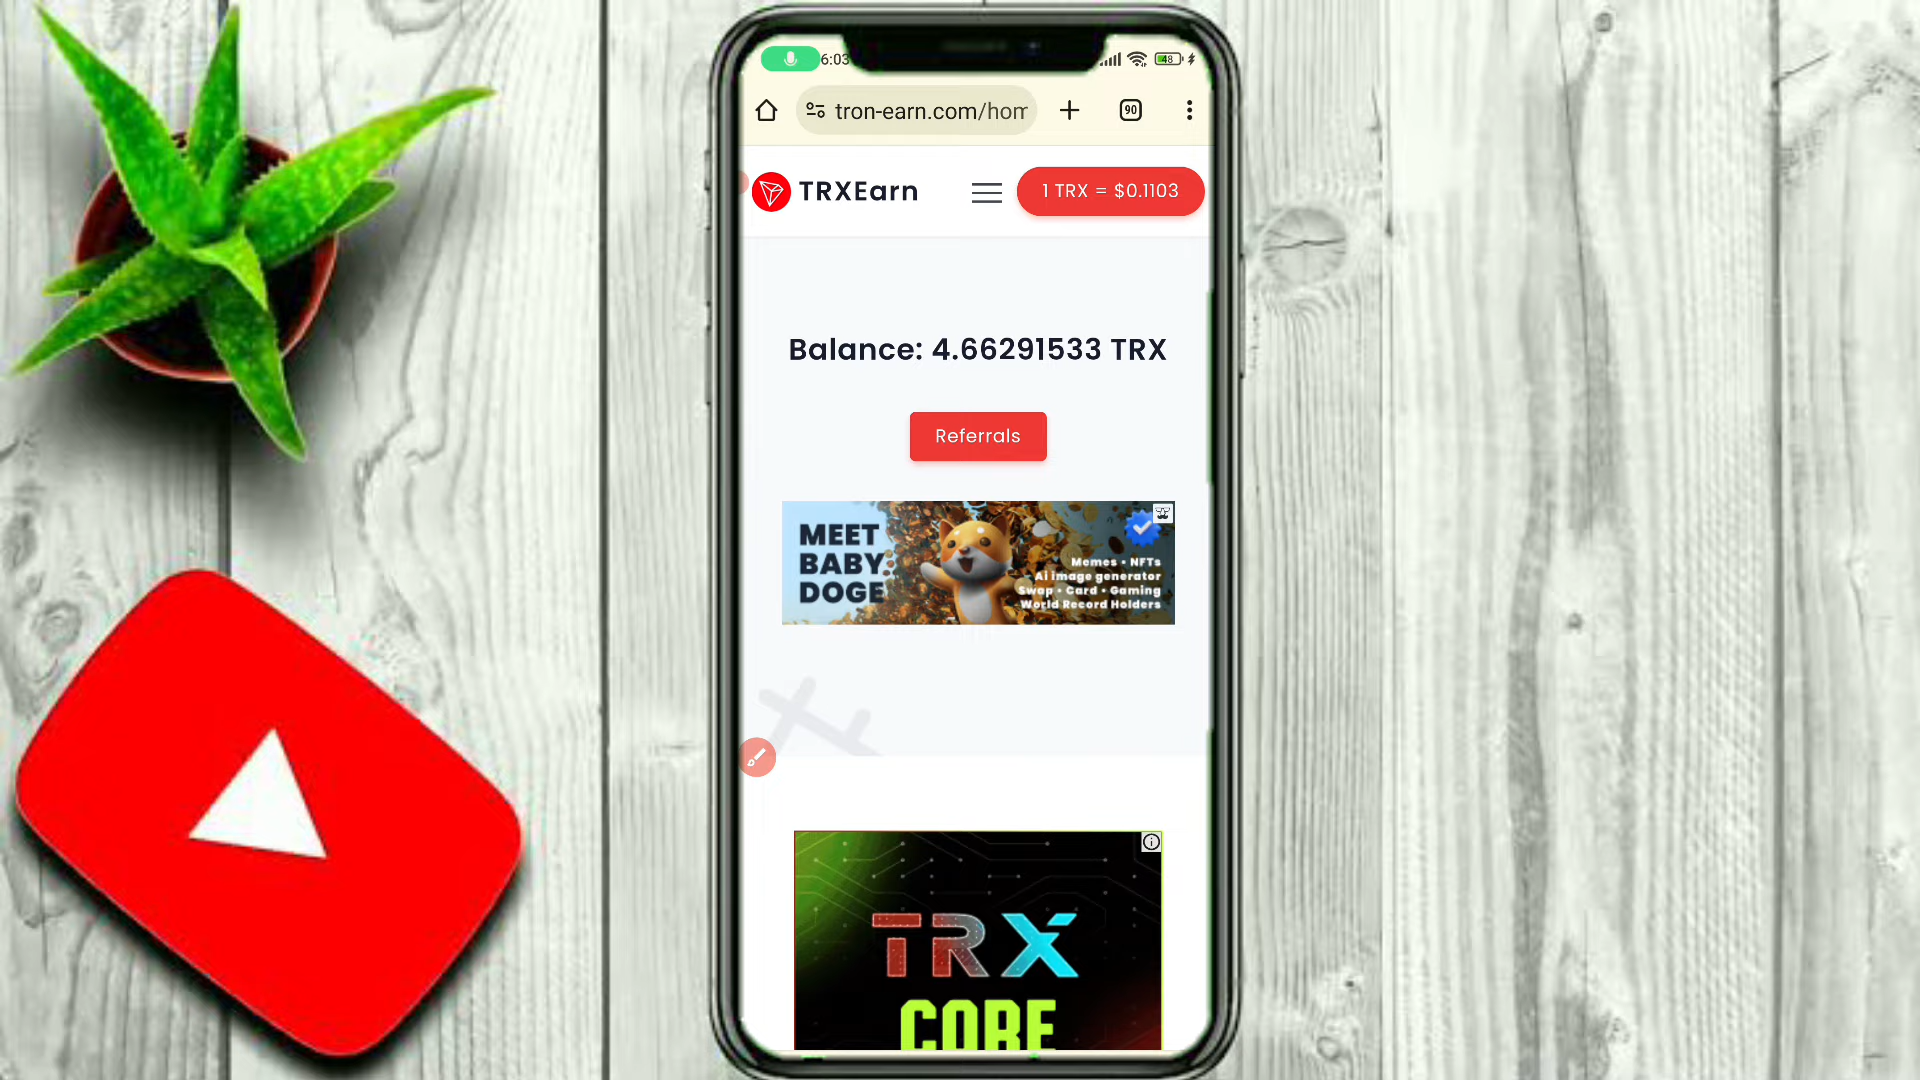 6:03
48
tron-earn.com/hom
90
TRXEarn
1 TRX = $0.1103
Balance: 4.66291533 TRX
Referrals
MEET
BABY
DOGE
Memes • NFTs
Ai image generator
Swap • Card • Gaming
World Record Holders
TRX
CORE